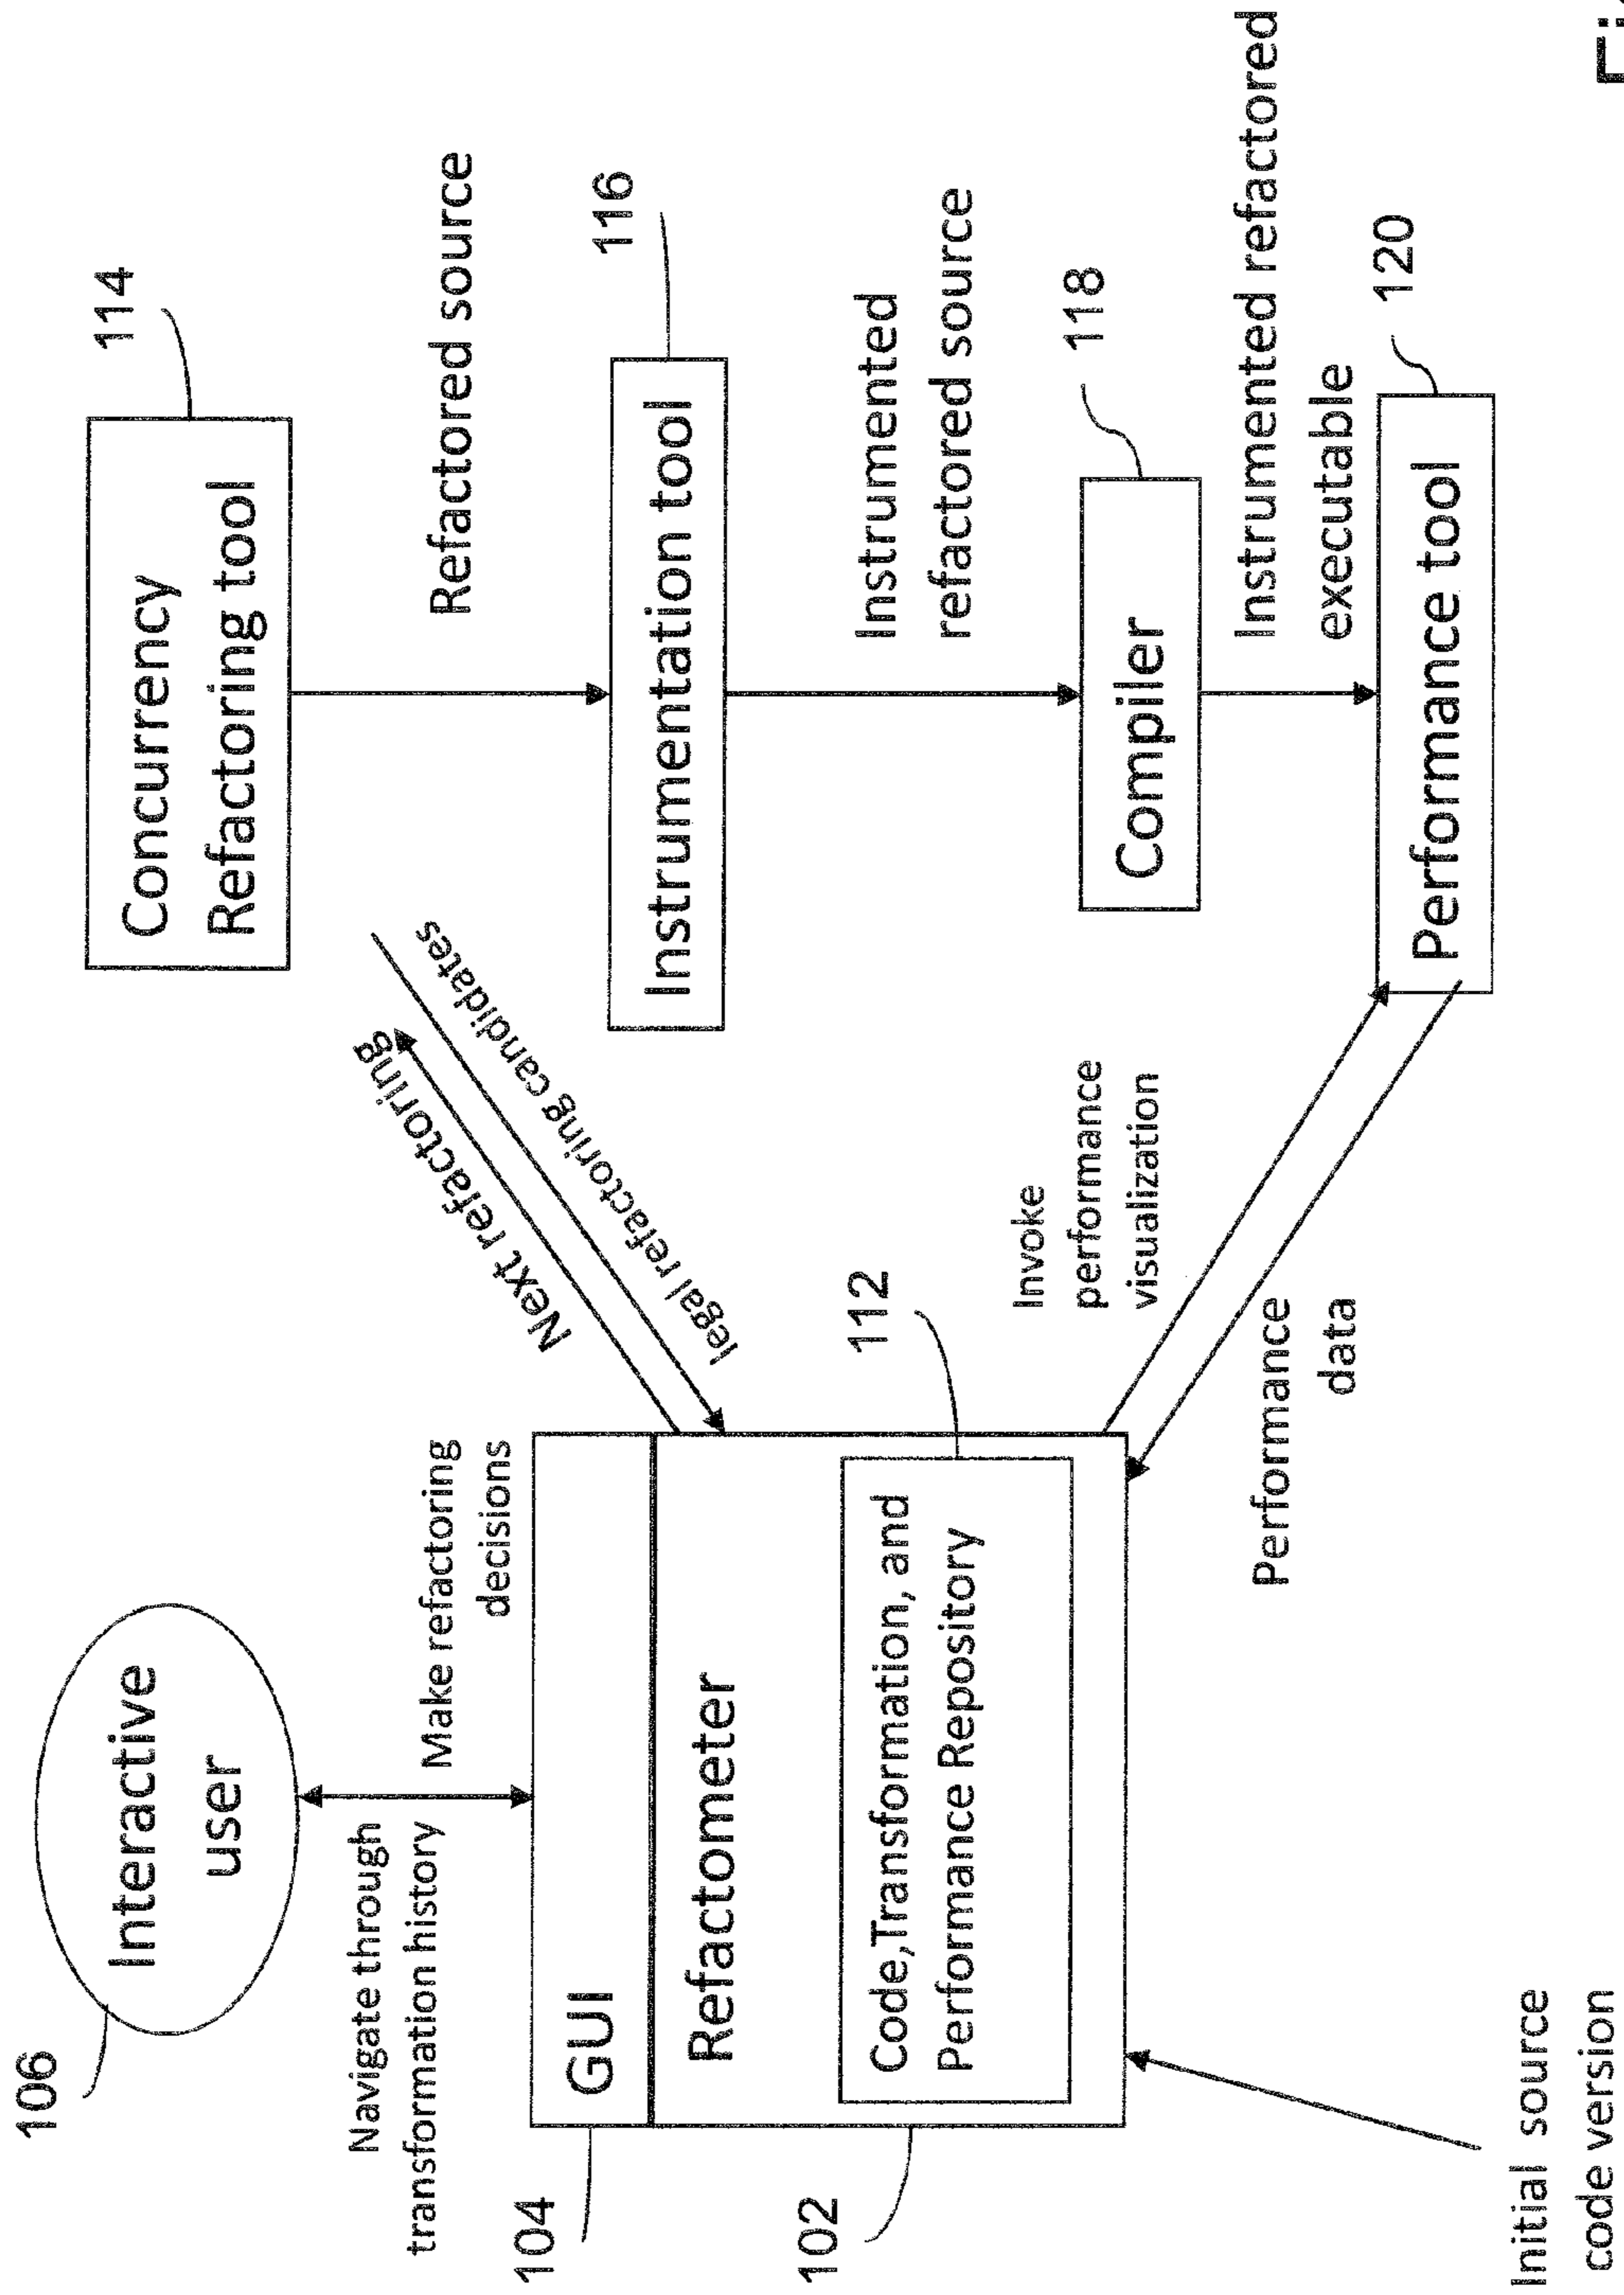 106
Interactive
user
Navigate through
transformation history
Make refactoring
decisions
104
GUI
102
Refactometer
112
Code,Transformation, and
Performance Repository
Initial source
code version
Next refactoring
legal refactoring candidates
Invoke
performance
visualization
Performance
data
114
Concurrency
Refactoring tool
Refactored source
116
Instrumentation tool
Instrumented
refactored source
118
Compiler
Instrumented refactored
executable
120
Performance tool